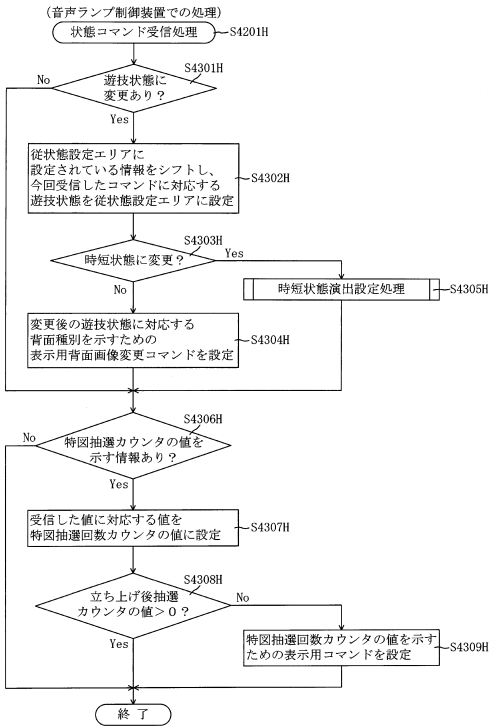 (音声ランプ制御装置での処理)
状態コマンド受信処理
S4201H
S4301H
遊技状態に
変更あり？
No
Yes
従状態設定エリアに
設定されている情報をシフトし、
今回受信したコマンドに対応する
遊技状態を従状態設定エリアに設定
S4302H
S4303H
時短状態に変更？
Yes
No
時短状態演出設定処理
S4305H
変更後の遊技状態に対応する
背面種別を示すための
表示用背面画像変更コマンドを設定
S4304H
S4306H
特図抽選カウンタの値を
示す情報あり？
No
Yes
受信した値に対応する値を
特図抽選回数カウンタの値に設定
S4307H
S4308H
立ち上げ後抽選
カウンタの値>0？
No
Yes
特図抽選回数カウンタの値を示す
ための表示用コマンドを設定
S4309H
終了